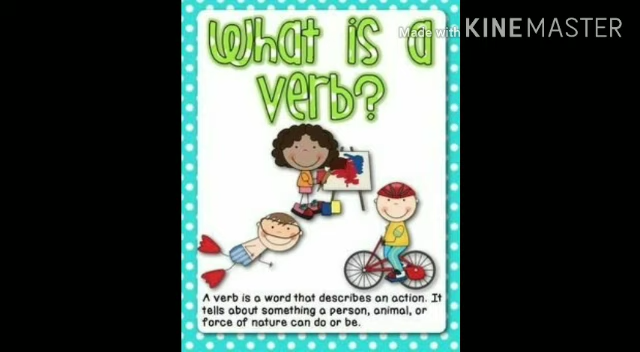 Made with KINEMASTER
What is a
verb?
A verb is a word that describes an action. It
tells about something a person, animal, or
force of nature can do or be.